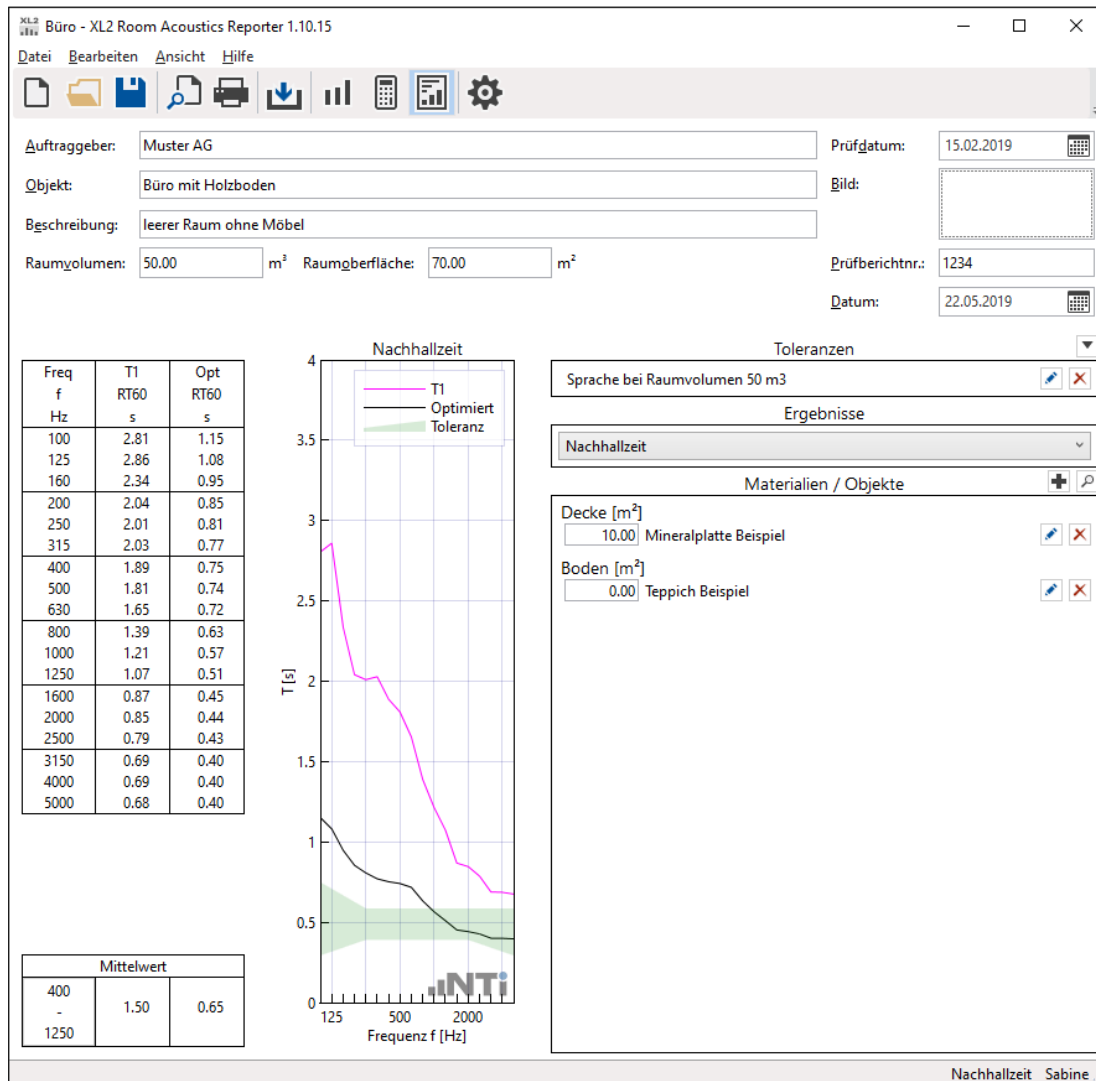 XL2 Büro - XL2 Room Acoustics Reporter 1.10.15
Datei Bearbeiten Ansicht Hilfe
Auftraggeber: Muster AG Prüfdatum: 15.02.2019
Objekt: Büro mit Holzboden Bild:
Beschreibung: leerer Raum ohne Möbel
Raumvolumen: 50.00 m³ Raumoberfläche: 70.00 m² Prüfberichtnr.: 1234
Datum: 22.05.2019
Freq T1 Opt
f RT60 RT60
Hz s s
100 2.81 1.15
125 2.86 1.08
160 2.34 0.95
200 2.04 0.85
250 2.01 0.81
315 2.03 0.77
400 1.89 0.75
500 1.81 0.74
630 1.65 0.72
800 1.39 0.63
1000 1.21 0.57
1250 1.07 0.51
1600 0.87 0.45
2000 0.85 0.44
2500 0.79 0.43
3150 0.69 0.40
4000 0.69 0.40
5000 0.68 0.40
Mittelwert
400 - 1250 1.50 0.65
Nachhallzeit
T1
Optimiert
Toleranz
4
3.5
3
2.5
2
1.5
1
0.5
0
T [s]
125 500 2000
Frequenz f [Hz]
NTi
Toleranzen
Sprache bei Raumvolumen 50 m3
Ergebnisse
Nachhallzeit
Materialien / Objekte
Decke [m²]
10.00 Mineralplatte Beispiel
Boden [m²]
0.00 Teppich Beispiel
Nachhallzeit Sabine